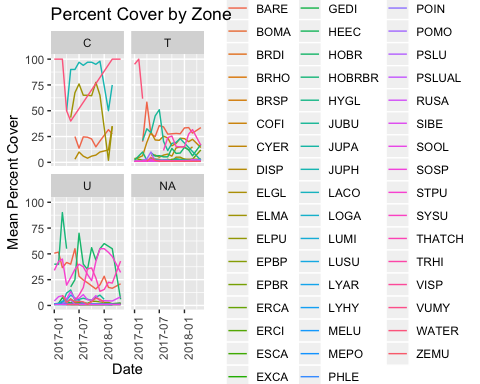 Percent Cover by Zone
Mean Percent Cover
C
T
100
75
50
25
0
U
NA
100
75
50
25
0
2017-01
2017-07
2018-01
2017-01
2017-07
2018-01
Date
BARE
BOMA
BRDI
BRHO
BRSP
COFI
CYER
DISP
ELGL
ELMA
ELPU
EPBP
EPBR
ERCA
ERCI
ESCA
EXCA
GEDI
HEEC
HOBR
HOBRBR
HYGL
JUBU
JUPA
JUPH
LACO
LOGA
LUMI
LUSU
LYAR
LYHY
MELU
MEPO
PHLE
POIN
POMO
PSLU
PSLUAL
RUSA
SIBE
SOOL
SOSP
STPU
SYSU
THATCH
TRHI
VISP
VUMY
WATER
ZEMU